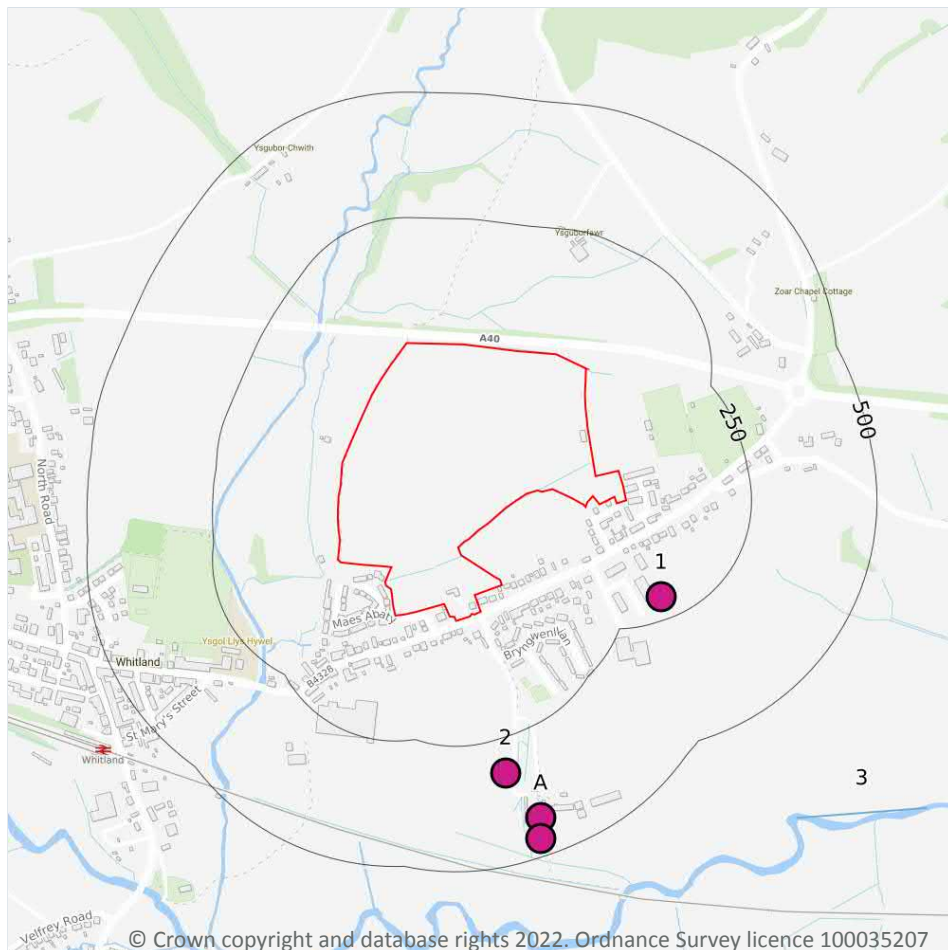 Ysgubor-Chwith
Ysguborfawr
Zoar Chapel Cottage
A40
250
500
North Road
1
Maes Abaty
Ysgol Llys Hywel
Bryngwenllan
Whitland
B4328
St Mary's Street
2
Whitland
A
3
Velfrey Road
© Crown copyright and database rights 2022. Ordnance Survey licence 100035207